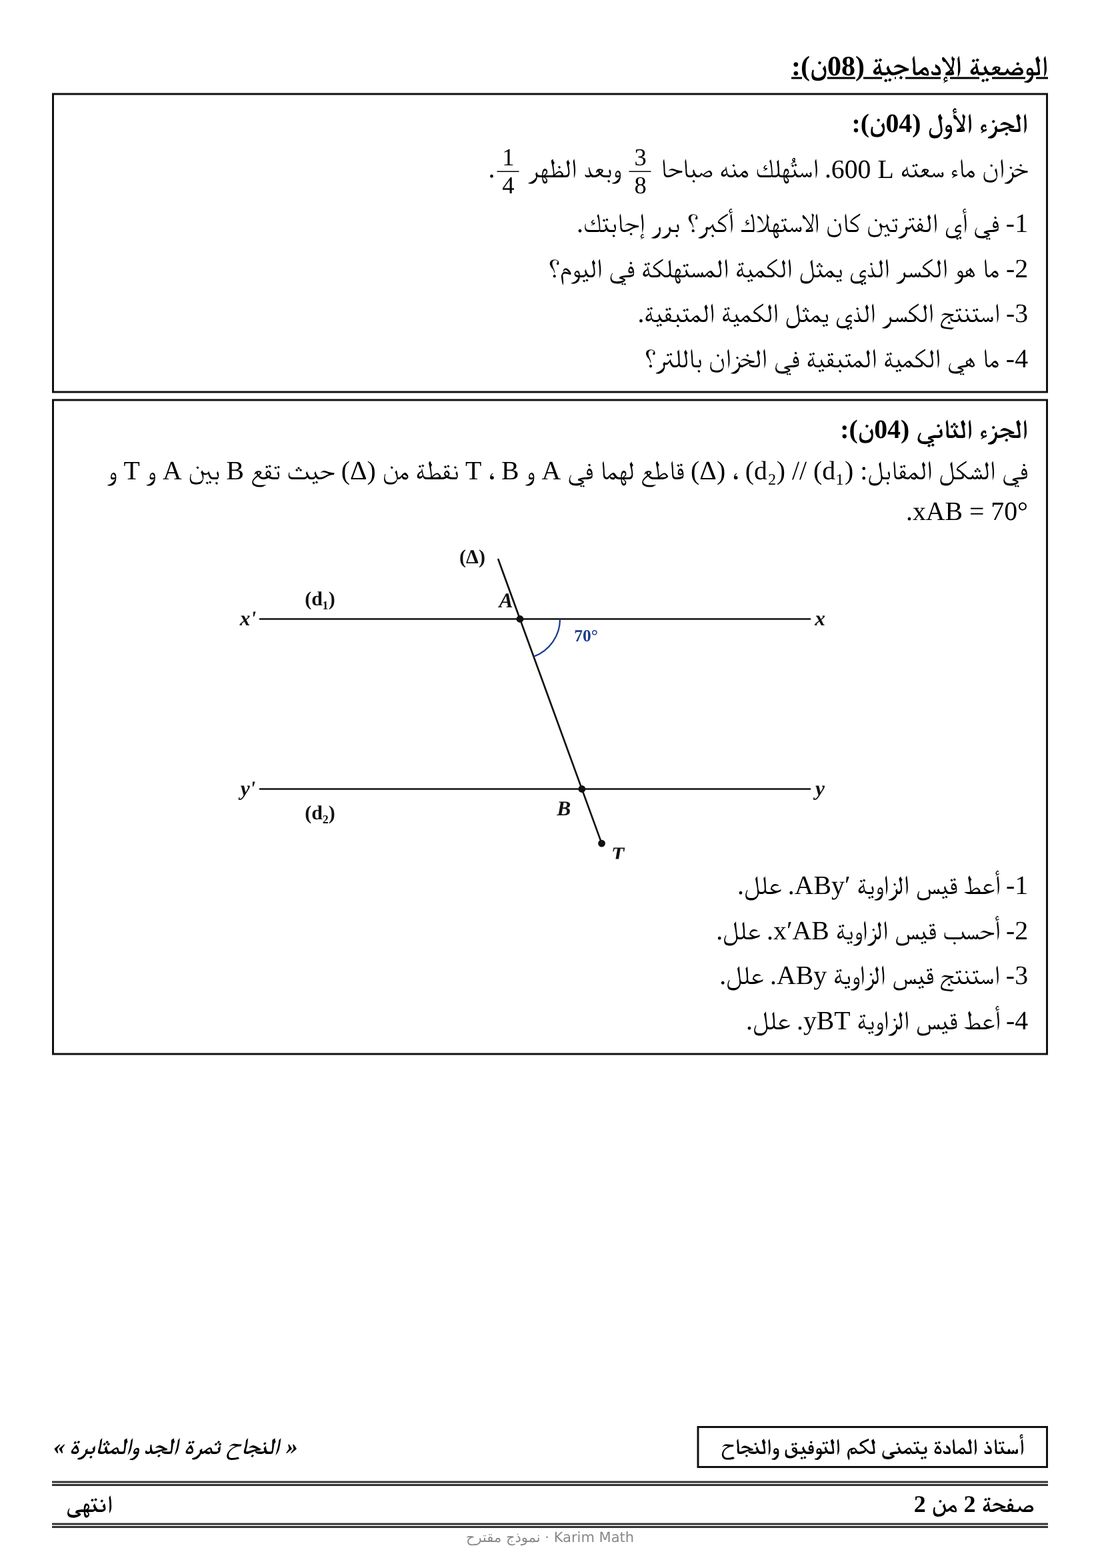 الوضعية الإدماجية (08ن):
الجزء الأول (04ن):
خزان ماء سعته 600 L. استُهلك منه صباحا 3/8 وبعد الظهر 1/4.
1- في أي الفترتين كان الاستهلاك أكبر؟ برر إجابتك.
2- ما هو الكسر الذي يمثل الكمية المستهلكة في اليوم؟
3- استنتج الكسر الذي يمثل الكمية المتبقية.
4- ما هي الكمية المتبقية في الخزان باللتر؟
الجزء الثاني (04ن):
في الشكل المقابل: (d₁) // (d₂) ، (Δ) قاطع لهما في A و B ، T نقطة من (Δ) حيث تقع B بين A و T و
xAB = 70°.
(Δ)
(d₁)
A
x'
x
70°
y'
y
(d₂)
B
T
1- أعط قيس الزاوية ABy′. علل.
2- أحسب قيس الزاوية x′AB. علل.
3- استنتج قيس الزاوية ABy. علل.
4- أعط قيس الزاوية yBT. علل.
أستاذ المادة يتمنى لكم التوفيق والنجاح
« النجاح ثمرة الجد والمثابرة »
صفحة 2 من 2
انتهى
نموذج مقترح · Karim Math